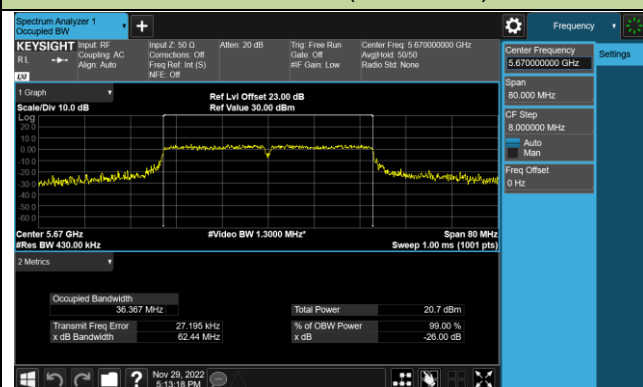 Spectrum Analyzer 1
Occupied BW
Frequency
KEYSIGHT
RL
LXI
Input: RF
Coupling: AC
Align: Auto
Input Z: 50 Ω
Corrections: Off
Freq Ref: Int (S)
NFE: Off
Atten: 20 dB
Trig: Free Run
Gate: Off
#IF Gain: Low
Center Freq: 5.670000000 GHz
Avg|Hold: 50/50
Radio Std: None
Center Frequency
5.670000000 GHz
Settings
Span
80.000 MHz
CF Step
8.000000 MHz
Auto
Man
Freq Offset
0 Hz
1 Graph
Scale/Div 10.0 dB
Ref Lvl Offset 23.00 dB
Ref Value 30.00 dBm
Log
20.0
10.0
0.00
-10.0
-20.0
-30.0
-40.0
-50.0
-60.0
Center 5.67 GHz
#Video BW 1.3000 MHz*
Span 80 MHz
#Res BW 430.00 kHz
Sweep 1.00 ms (1001 pts)
2 Metrics
Occupied Bandwidth
36.367 MHz
Total Power 20.7 dBm
Transmit Freq Error 27.195 kHz
% of OBW Power 99.00 %
x dB Bandwidth 62.44 MHz
x dB -26.00 dB
Nov 29, 2022
5:13:18 PM